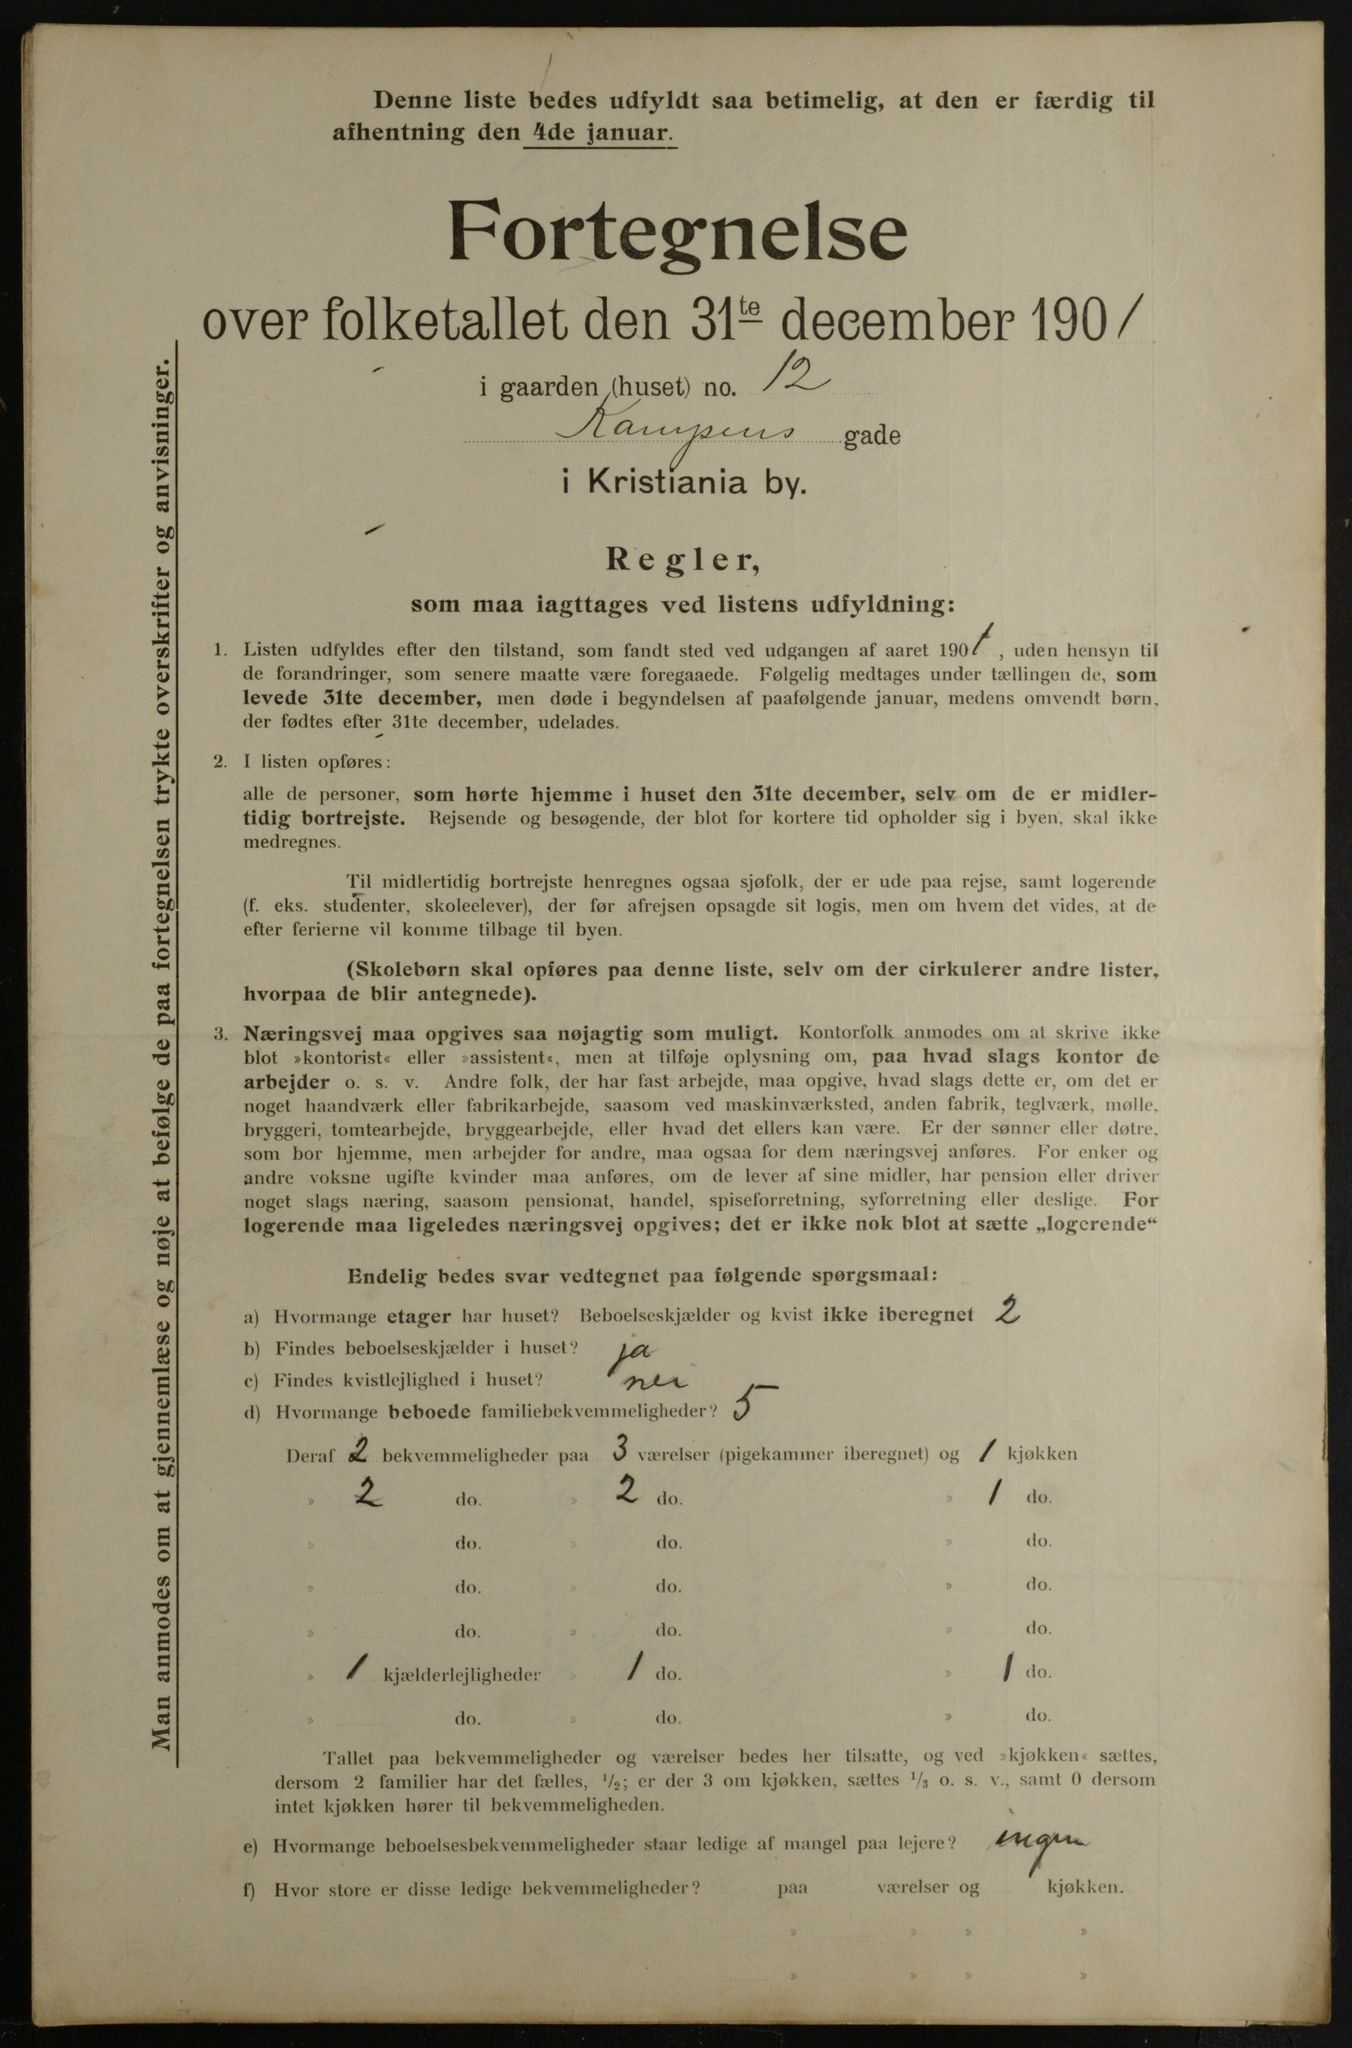 Denne liste bedes udfyldt saa betimelig, at den er færdig til
afhentning den 4de januar.
Fortegnelse
over folketallet den 31te december 1901
i gaarden (huset) no. 12
Kampens gade
i Kristiania by.
Regler,
som maa iagttages ved listens udfyldning:
1. Listen udfyldes efter den tilstand, som fandt sted ved udgangen af aaret 1901, uden hensyn til
de forandringer, som senere maatte være foregaaede. Følgelig medtages under tællingen de, som
levede 31te december, men døde i begyndelsen af paafølgende januar, medens omvendt børn,
der fødtes efter 31te december, udelades.
2. I listen opføres:
alle de personer, som hørte hjemme i huset den 31te december, selv om de er midler-
tidig bortrejste. Rejsende og besøgende, der blot for kortere tid opholder sig i byen, skal ikke
medregnes.
Til midlertidig bortrejste henregnes ogsaa sjøfolk, der er ude paa rejse, samt logerende
(f. eks. studenter, skoleelever), der før afrejsen opsagde sit logis, men om hvem det vides, at de
efter ferierne vil komme tilbage til byen.
(Skolebørn skal opføres paa denne liste, selv om der cirkulerer andre lister,
hvorpaa de blir antegnede).
3. Næringsvej maa opgives saa nøjagtig som muligt. Kontorfolk anmodes om at skrive ikke
blot »kontorist« eller »assistent«, men at tilføje oplysning om, paa hvad slags kontor de
arbejder o. s. v. Andre folk, der har fast arbejde, maa opgive, hvad slags dette er, om det er
noget haandværk eller fabrikarbejde, saasom ved maskinværksted, anden fabrik, teglværk, mølle,
bryggeri, tomtearbejde, bryggearbejde, eller hvad det ellers kan være. Er der sønner eller døtre,
som bor hjemme, men arbejder for andre, maa ogsaa for dem næringsvej anføres. For enker og
andre voksne ugifte kvinder maa anføres, om de lever af sine midler, har pension eller driver
noget slags næring, saasom pensionat, handel, spiseforretning, syforretning eller deslige. For
logerende maa ligeledes næringsvej opgives; det er ikke nok blot at sætte „logerende“
Endelig bedes svar vedtegnet paa følgende spørgsmaal:
a) Hvormange etager har huset? Beboelseskjælder og kvist ikke iberegnet 2
b) Findes beboelseskjælder i huset? ja
c) Findes kvistlejlighed i huset? nei
d) Hvormange beboede familiebekvemmeligheder? 5
Deraf 2 bekvemmeligheder paa 3 værelser (pigekammer iberegnet) og 1 kjøkken
» 2 do. » 2 do. » 1 do.
» do. » do. » do.
» do. » do. » do.
» do. » do. » do.
» 1 kjælderlejligheder » 1 do. » 1 do.
» do. » do. » do.
Tallet paa bekvemmeligheder og værelser bedes her tilsatte, og ved »kjøkken« sættes,
dersom 2 familier har det fælles, 1/2; er der 3 om kjøkken, sættes 1/3 o. s. v., samt 0 dersom
intet kjøkken hører til bekvemmeligheden.
e) Hvormange beboelsesbekvemmeligheder staar ledige af mangel paa lejere? ingen
f) Hvor store er disse ledige bekvemmeligheder? paa værelser og kjøkken.
» » » »
» » » »
Man anmodes om at gjennemlæse og nøje at befølge de paa fortegnelsen trykte overskrifter og anvisninger.